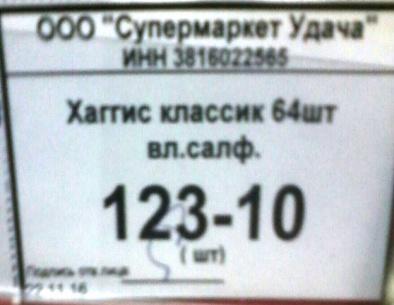 ООО "Супермаркет Удача"
ИНН 3816022565
Хаггис классик 64шт
вл.салф.
123-10
( шт)
Подпись отв.лица
22.11.16